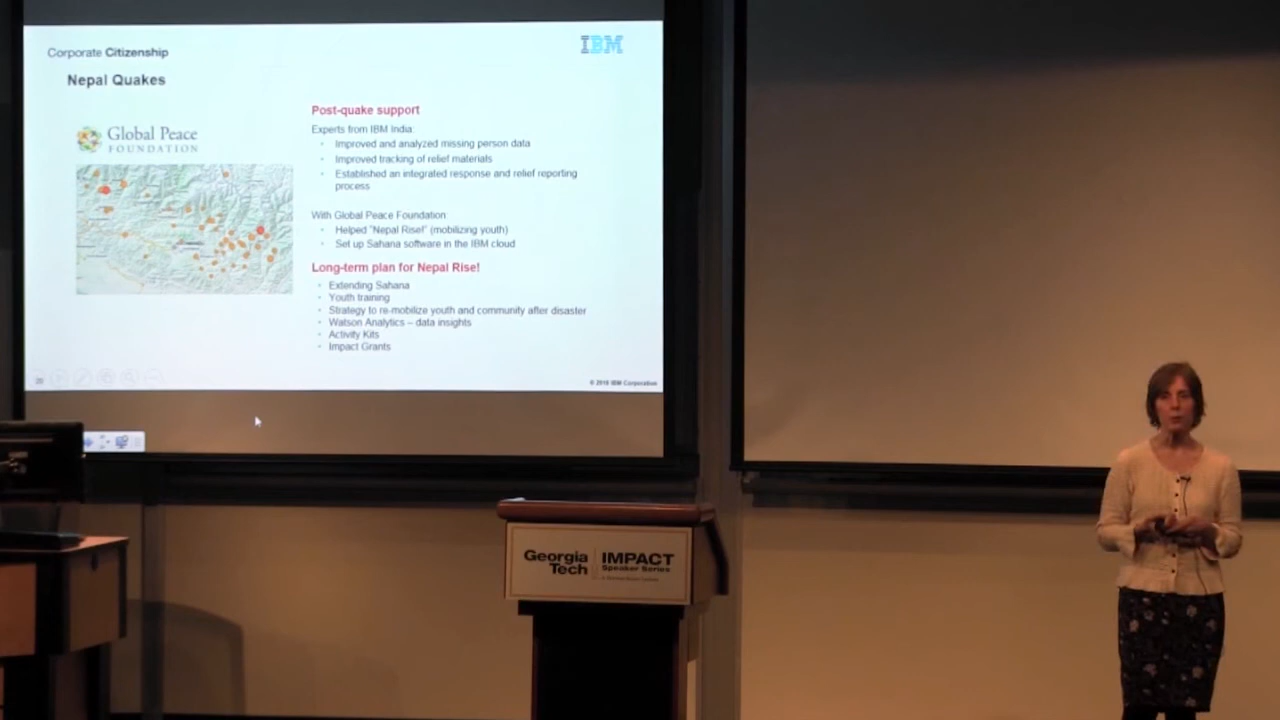 Corporate Citizenship
IBM
Nepal Quakes
Global Peace
FOUNDATION
Post-quake support
Experts from IBM India:
Improved and analyzed missing person data
Improved tracking of relief materials
Established an integrated response and relief reporting
process
With Global Peace Foundation:
Helped "Nepal Rise!" (mobilizing youth)
Set up Sahana software in the IBM cloud
Long-term plan for Nepal Rise!
Extending Sahana
Youth training
Strategy to re-mobilize youth and community after disaster
Watson Analytics – data insights
Activity Kits
Impact Grants
© 2016 IBM Corporation
Georgia
Tech
IMPACT
Speaker Series